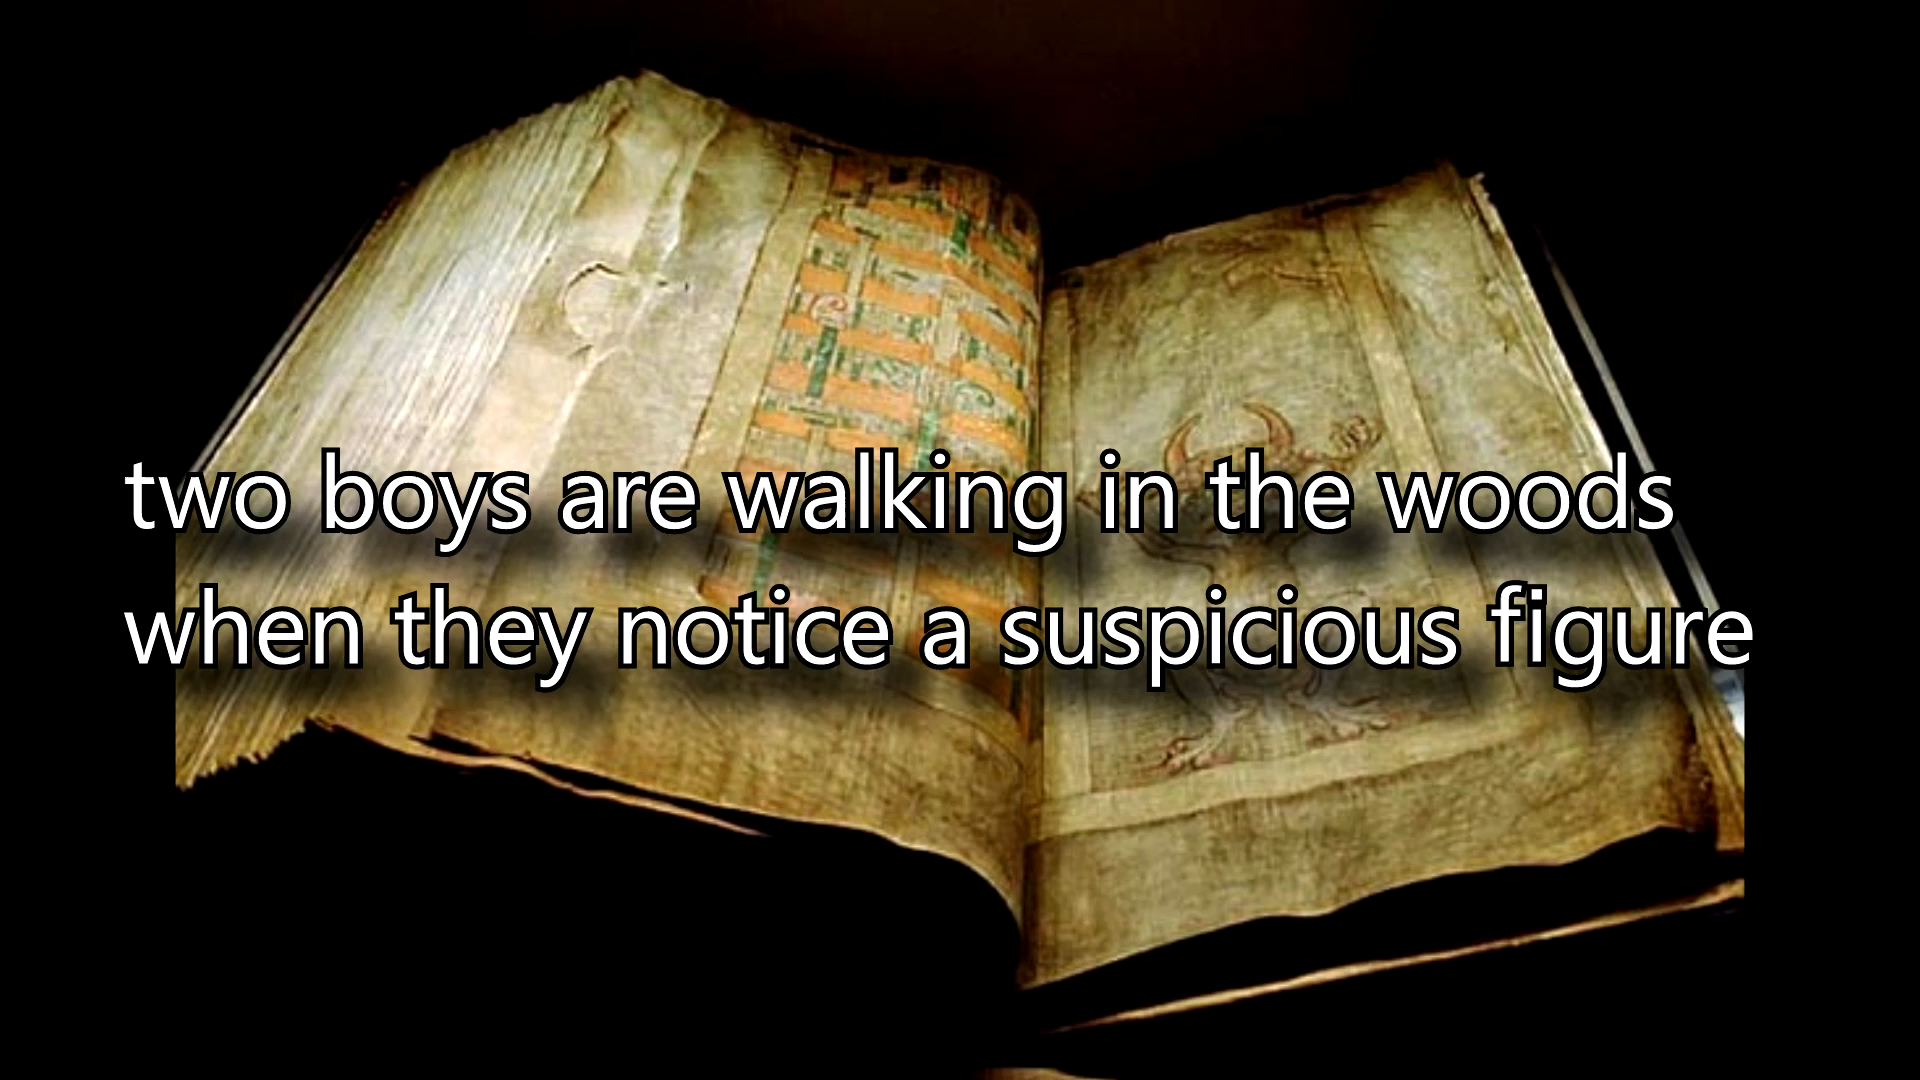 two boys are walking in the woods
when they notice a suspicious figure